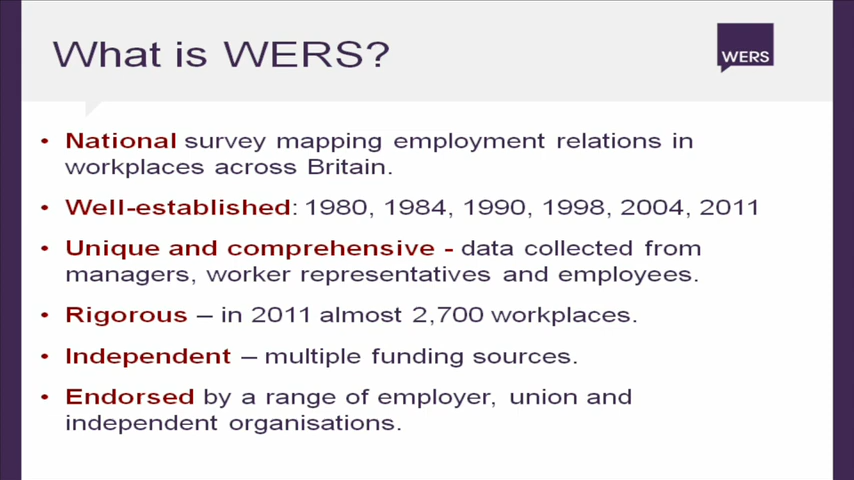 What is WERS?
WERS
• National survey mapping employment relations in
workplaces across Britain.
• Well-established: 1980, 1984, 1990, 1998, 2004, 2011
• Unique and comprehensive - data collected from
managers, worker representatives and employees.
• Rigorous – in 2011 almost 2,700 workplaces.
• Independent – multiple funding sources.
• Endorsed by a range of employer, union and
independent organisations.